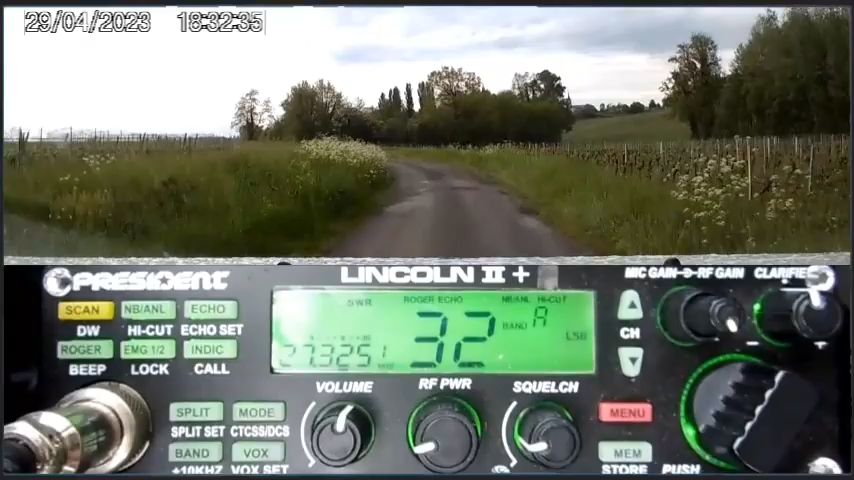 29/04/2023 18:32:35
PRESIDENT LINCOLN II + MIC GAIN RF GAIN CLARIFIER
SCAN NB/ANL ECHO
DW HI-CUT ECHO SET
ROGER EMG 1/2 INDIC
BEEP LOCK CALL
SWR ROGER ECHO NB/ANL HI-CUT
32 BAND A
27.3251 LSB
CH
VOLUME RF PWR SQUELCH
SPLIT MODE
SPLIT SET CTCSS/DCS
BAND VOX
+10KHZ VOX SET
MENU
MEM
STORE PUSH